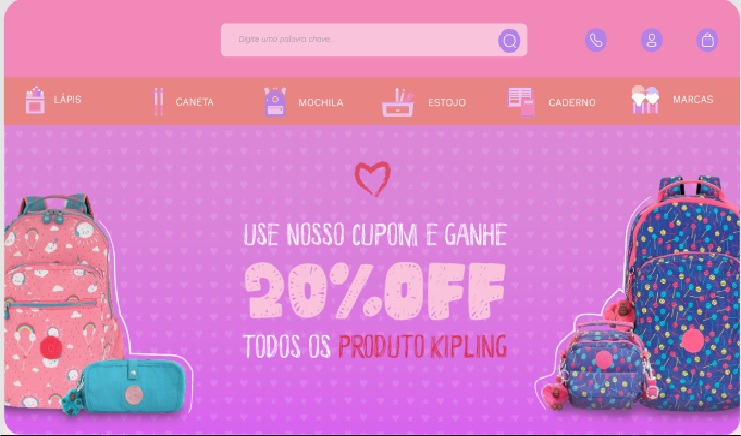 Digite uma palavra chave...
LÁPIS
CANETA
MOCHILA
ESTOJO
CADERNO
MARCAS
USE NOSSO CUPOM E GANHE
20%OFF
TODOS OS PRODUTO KIPLING